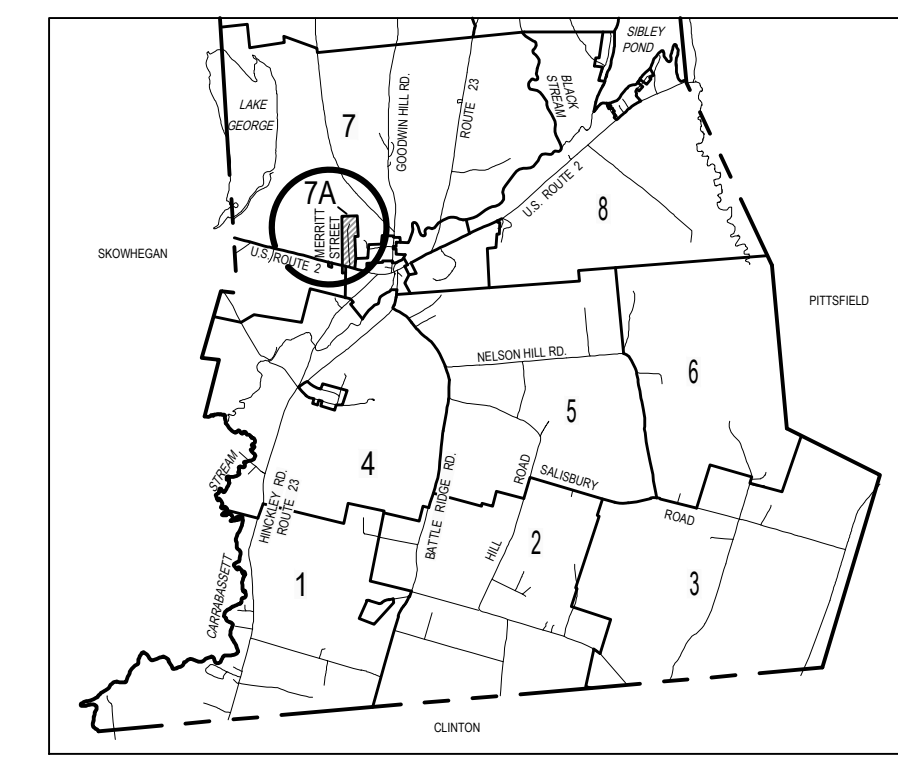 SIBLEY
POND
LAKE
GEORGE
BLACK
STREAM
GOODWIN HILL RD.
ROUTE 23
7
7A
MERRITT
STREET
U.S. ROUTE 2
U.S. ROUTE 2
8
SKOWHEGAN
PITTSFIELD
NELSON HILL RD.
6
5
4
STREAM
HINCKLEY RD.
ROUTE 23
BATTLE RIDGE RD.
HILL
ROAD
SALISBURY
ROAD
2
1
3
CARRABASSETT
CLINTON